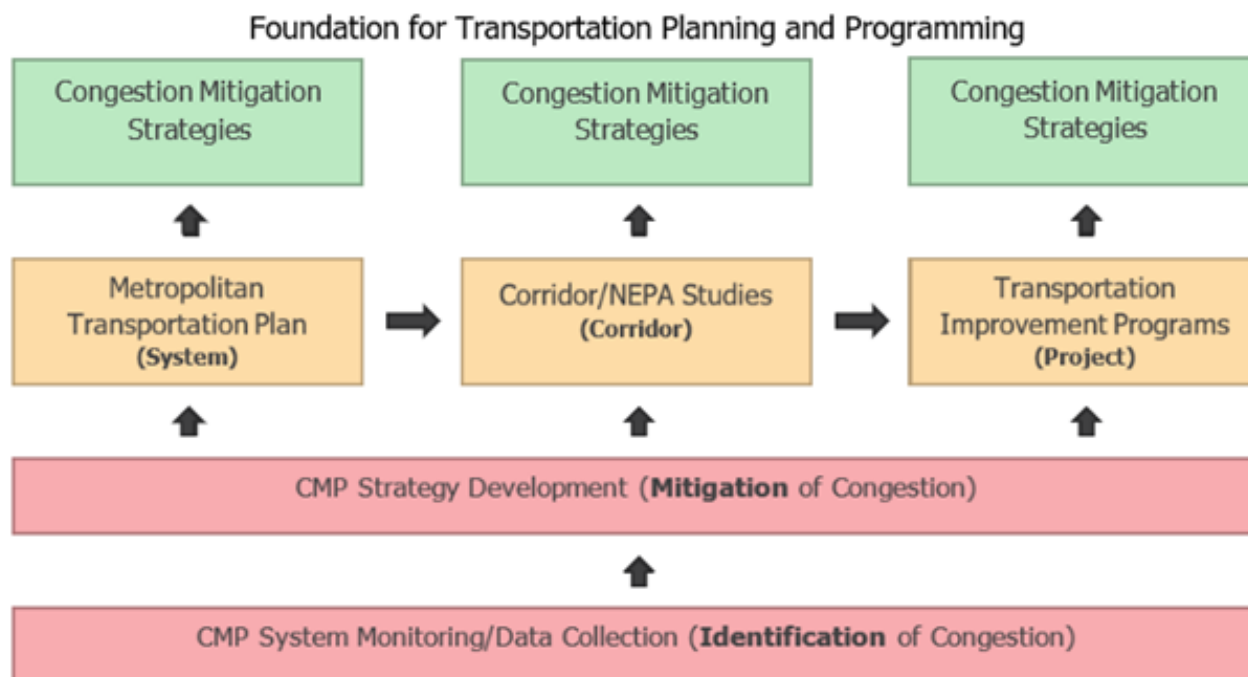 Foundation for Transportation Planning and Programming
Congestion Mitigation
Strategies
Congestion Mitigation
Strategies
Congestion Mitigation
Strategies
Metropolitan
Transportation Plan
(System)
Corridor/NEPA Studies
(Corridor)
Transportation
Improvement Programs
(Project)
CMP Strategy Development (Mitigation of Congestion)
CMP System Monitoring/Data Collection (Identification of Congestion)